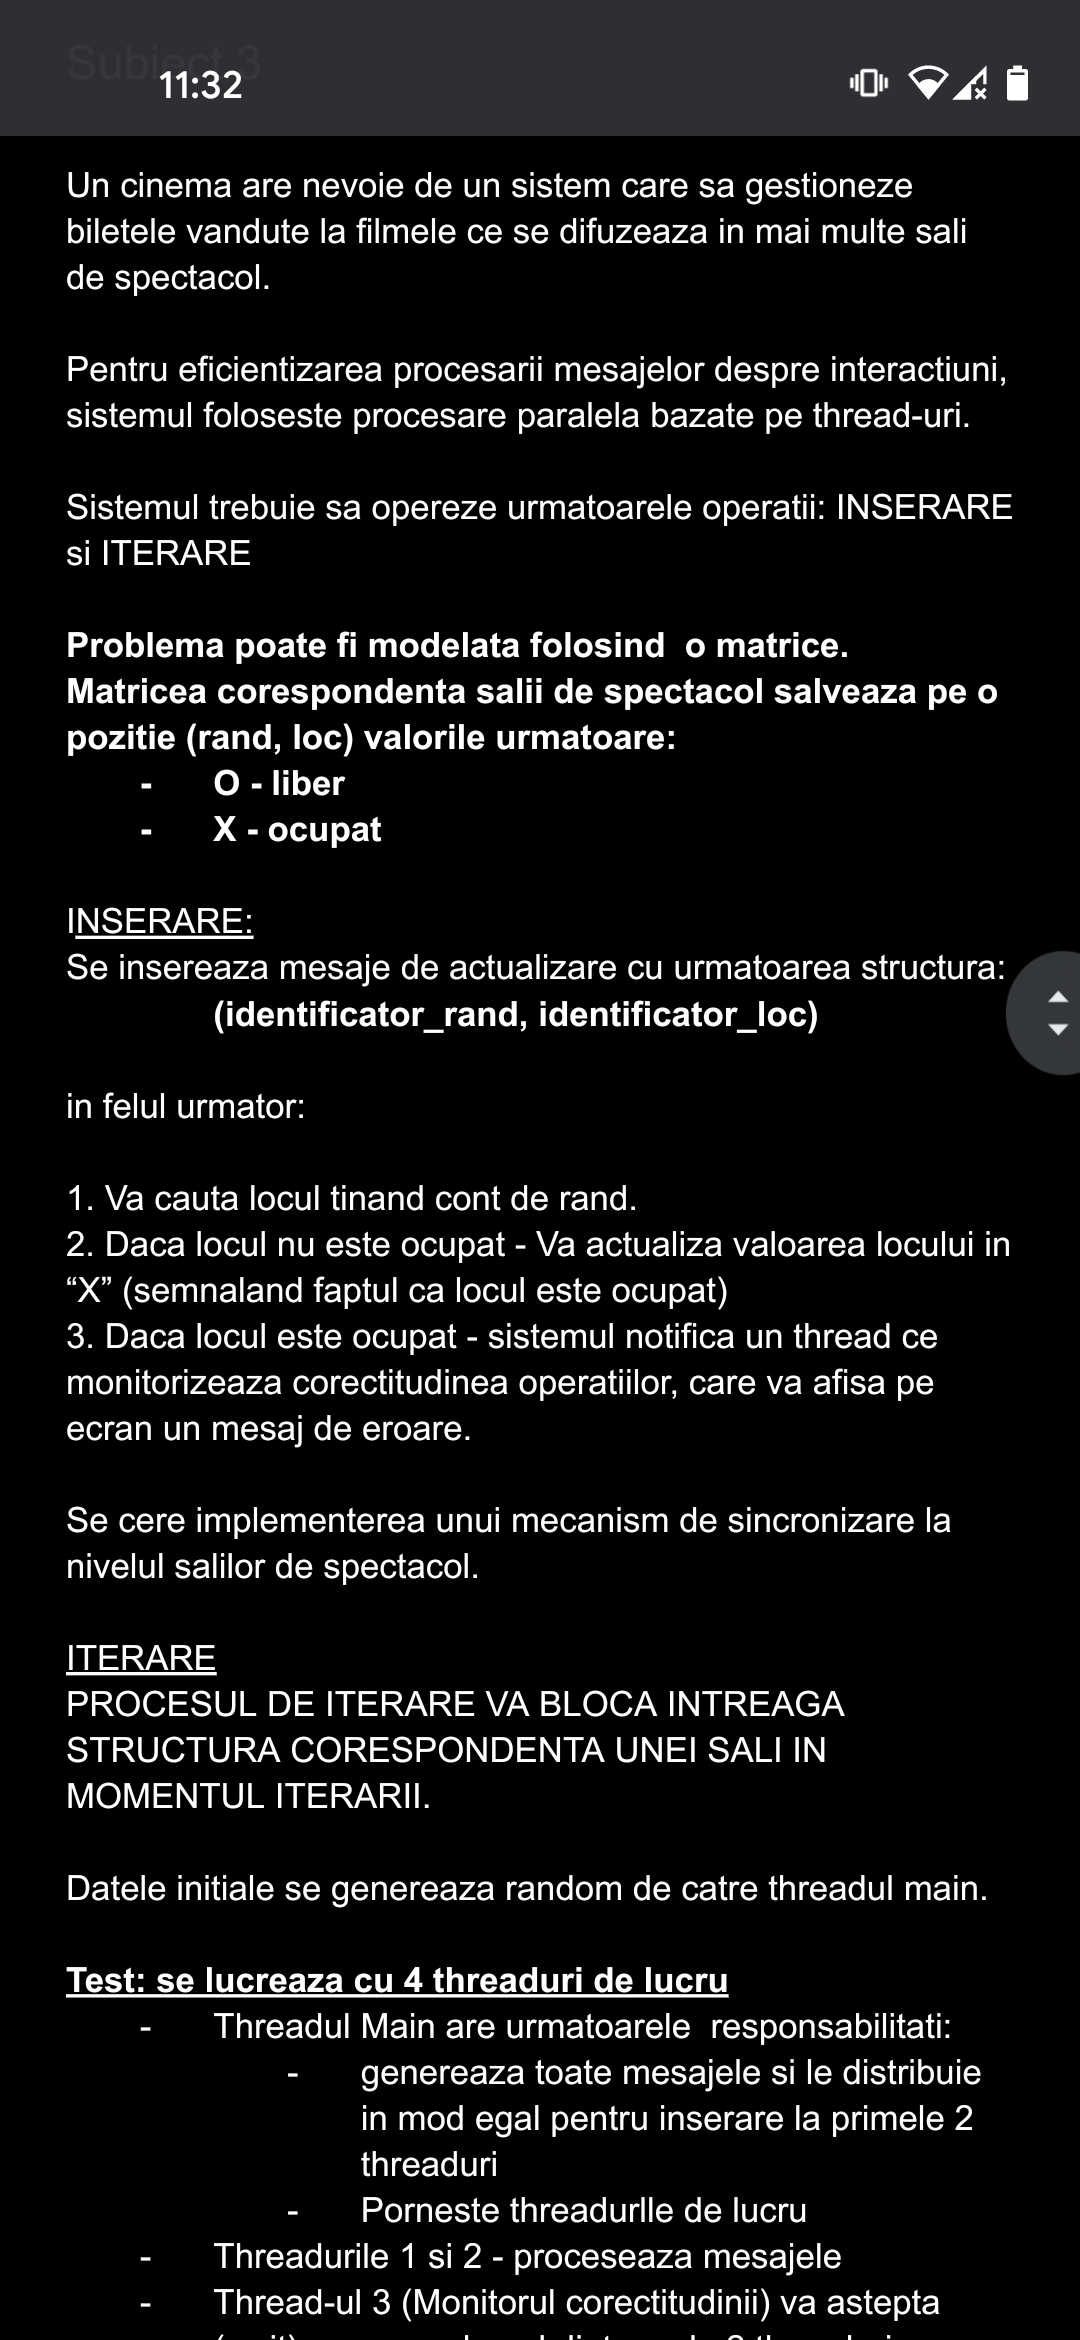 Subiect 3
11:32
Un cinema are nevoie de un sistem care sa gestioneze
biletele vandute la filmele ce se difuzeaza in mai multe sali
de spectacol.
Pentru eficientizarea procesarii mesajelor despre interactiuni,
sistemul foloseste procesare paralela bazate pe thread-uri.
Sistemul trebuie sa opereze urmatoarele operatii: INSERARE
si ITERARE
Problema poate fi modelata folosind  o matrice.
Matricea corespondenta salii de spectacol salveaza pe o
pozitie (rand, loc) valorile urmatoare:
- O - liber
- X - ocupat
INSERARE:
Se insereaza mesaje de actualizare cu urmatoarea structura:
(identificator_rand, identificator_loc)
in felul urmator:
1. Va cauta locul tinand cont de rand.
2. Daca locul nu este ocupat - Va actualiza valoarea locului in
“X” (semnaland faptul ca locul este ocupat)
3. Daca locul este ocupat - sistemul notifica un thread ce
monitorizeaza corectitudinea operatiilor, care va afisa pe
ecran un mesaj de eroare.
Se cere implementerea unui mecanism de sincronizare la
nivelul salilor de spectacol.
ITERARE
PROCESUL DE ITERARE VA BLOCA INTREAGA
STRUCTURA CORESPONDENTA UNEI SALI IN
MOMENTUL ITERARII.
Datele initiale se genereaza random de catre threadul main.
Test: se lucreaza cu 4 threaduri de lucru
- Threadul Main are urmatoarele  responsabilitati:
- genereaza toate mesajele si le distribuie
in mod egal pentru inserare la primele 2
threaduri
- Porneste threadurlle de lucru
- Threadurile 1 si 2 - proceseaza mesajele
- Thread-ul 3 (Monitorul corectitudinii) va astepta